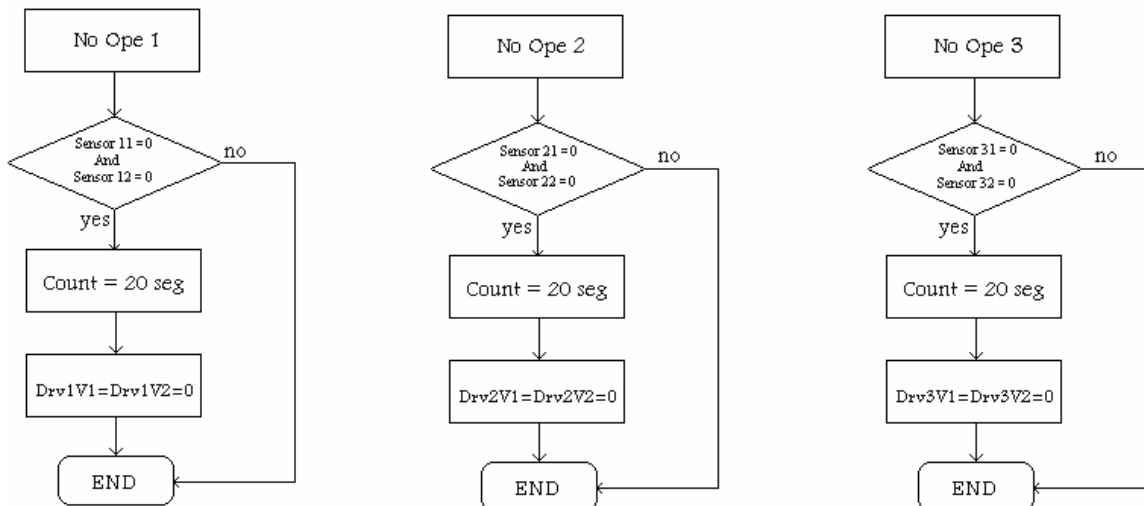 No Ope 1
Sensor 11 = 0
And
Sensor 12 = 0
no
yes
Count = 20 seg
Drv1V1=Drv1V2=0
END
No Ope 2
Sensor 21 = 0
And
Sensor 22 = 0
no
yes
Count = 20 seg
Drv2V1=Drv2V2=0
END
No Ope 3
Sensor 31 = 0
And
Sensor 32 = 0
no
yes
Count = 20 seg
Drv3V1=Drv3V2=0
END